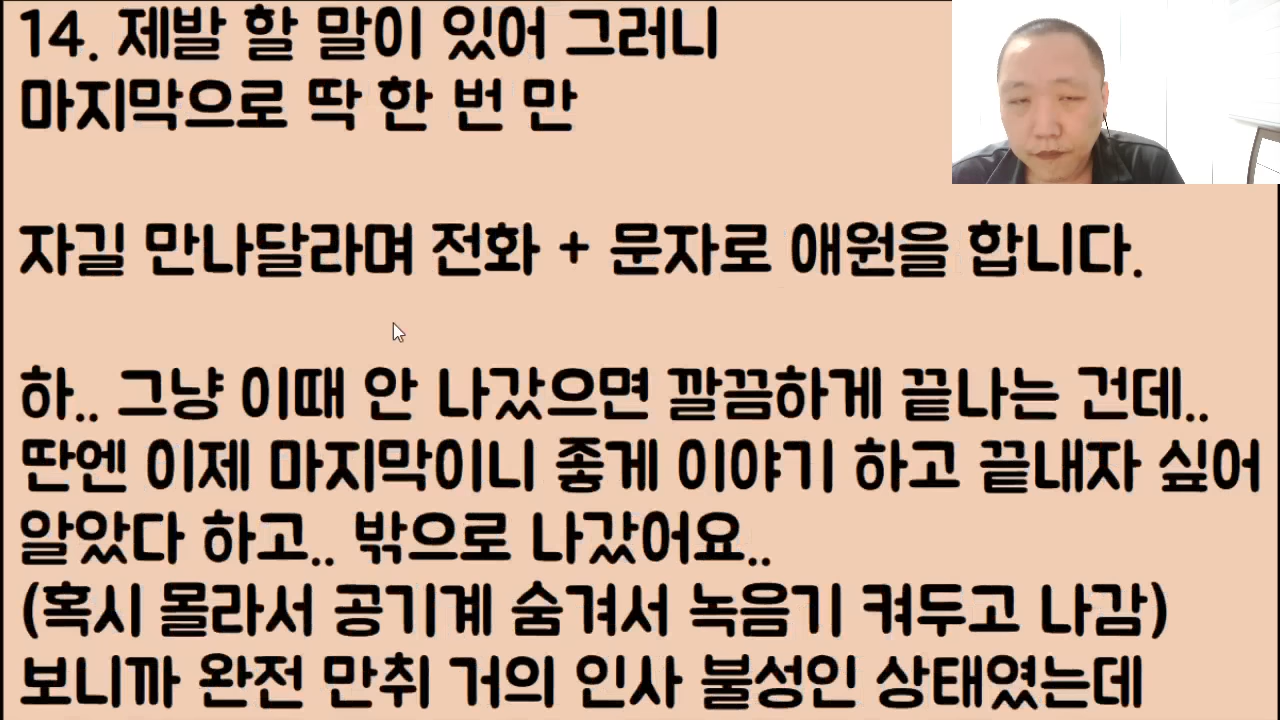 14. 제발 할 말이 있어 그러니
마지막으로 딱 한 번 만
자길 만나달라며 전화 + 문자로 애원을 합니다.
하.. 그냥 이때 안 나갔으면 깔끔하게 끝나는 건데..
딴엔 이제 마지막이니 좋게 이야기 하고 끝내자 싶어
알았다 하고.. 밖으로 나갔어요..
(혹시 몰라서 공기계 숨겨서 녹음기 켜두고 나감)
보니까 완전 만취 거의 인사 불성인 상태였는데